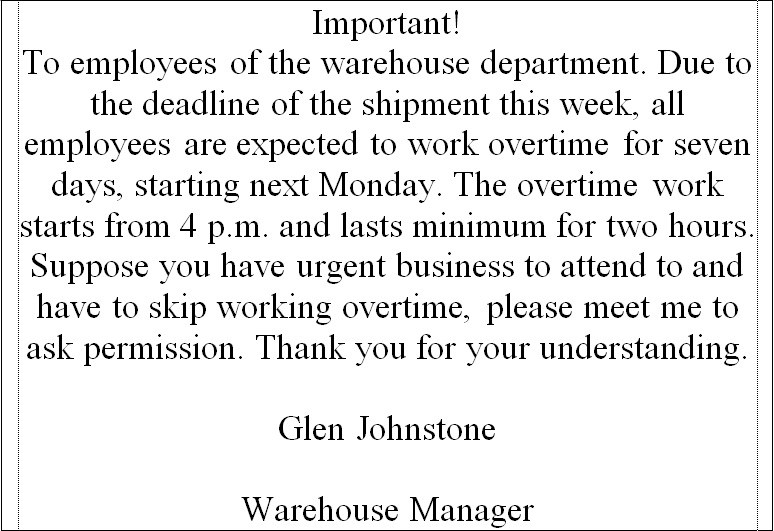 Important!
To employees of the warehouse department. Due to
the deadline of the shipment this week, all
employees are expected to work overtime for seven
days, starting next Monday. The overtime work
starts from 4 p.m. and lasts minimum for two hours.
Suppose you have urgent business to attend to and
have to skip working overtime, please meet me to
ask permission. Thank you for your understanding.
Glen Johnstone
Warehouse Manager